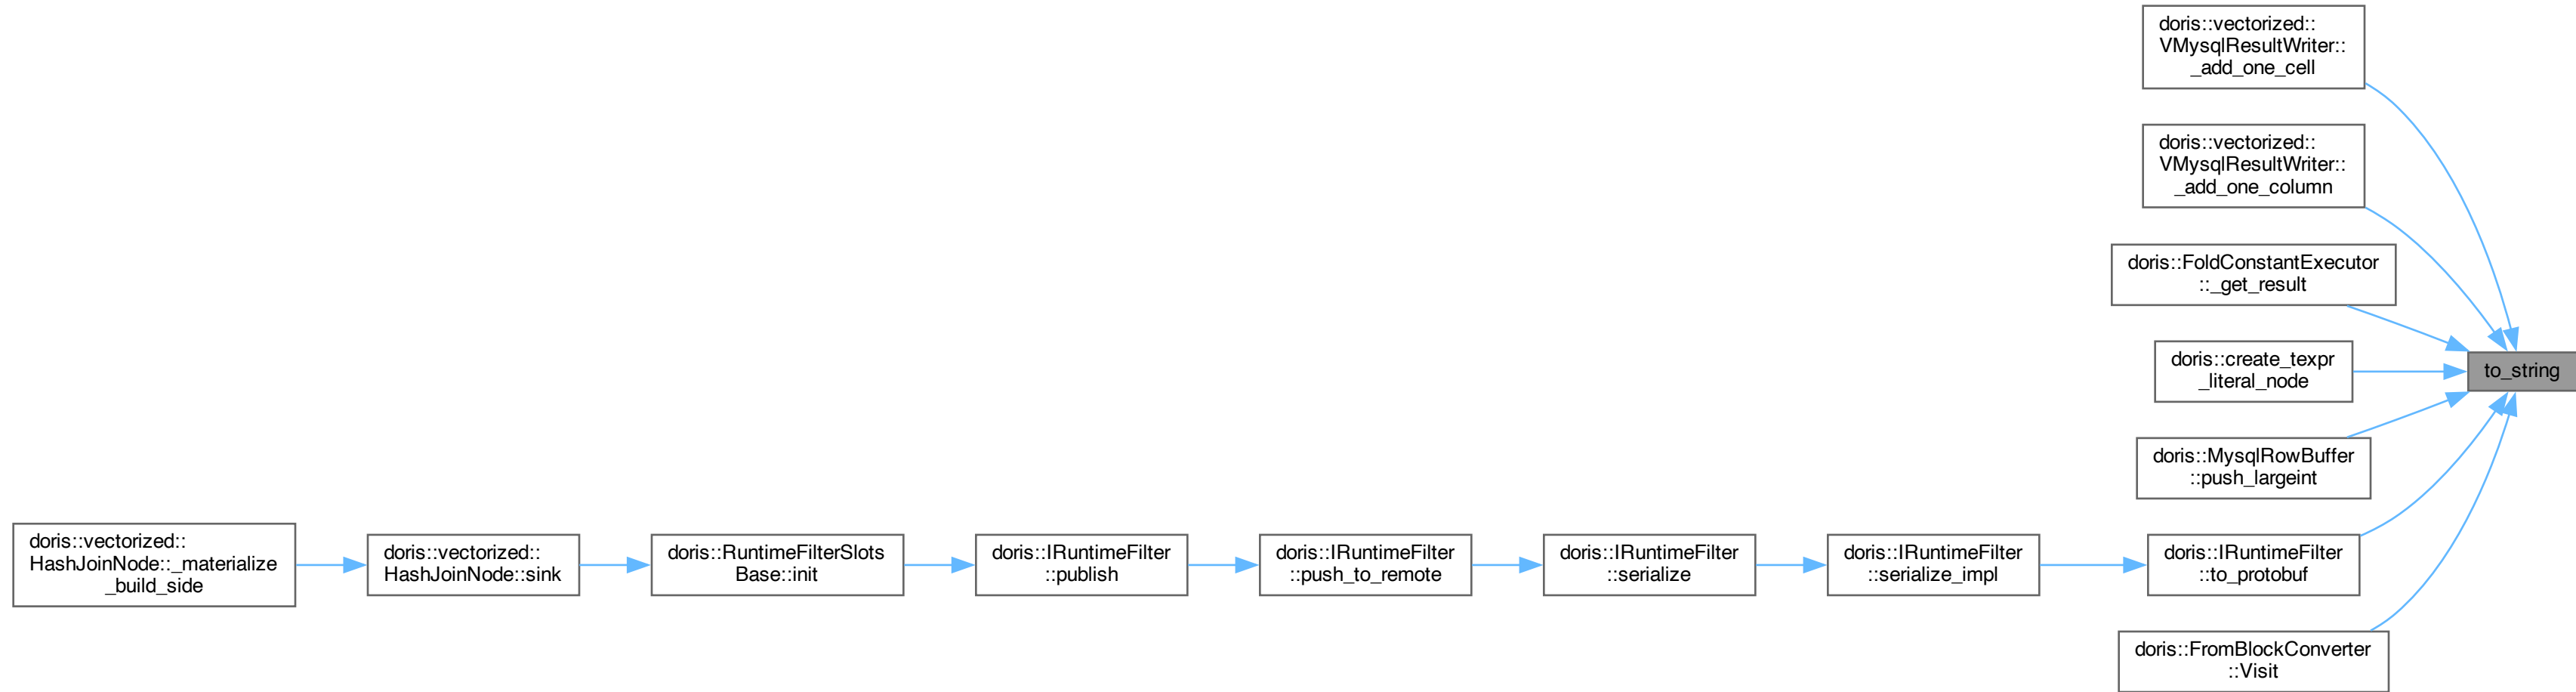 doris::vectorized::
VMysqlResultWriter::
_add_one_cell
doris::vectorized::
VMysqlResultWriter::
_add_one_column
doris::FoldConstantExecutor
::_get_result
doris::create_texpr
_literal_node
to_string
doris::MysqlRowBuffer
::push_largeint
doris::vectorized::
HashJoinNode::_materialize
_build_side
doris::vectorized::
HashJoinNode::sink
doris::RuntimeFilterSlots
Base::init
doris::IRuntimeFilter
::publish
doris::IRuntimeFilter
::push_to_remote
doris::IRuntimeFilter
::serialize
doris::IRuntimeFilter
::serialize_impl
doris::IRuntimeFilter
::to_protobuf
doris::FromBlockConverter
::Visit